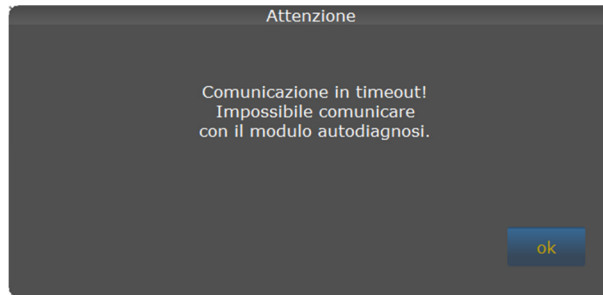 Attenzione
Comunicazione in timeout!
Impossibile comunicare
con il modulo autodiagnosi.
ok